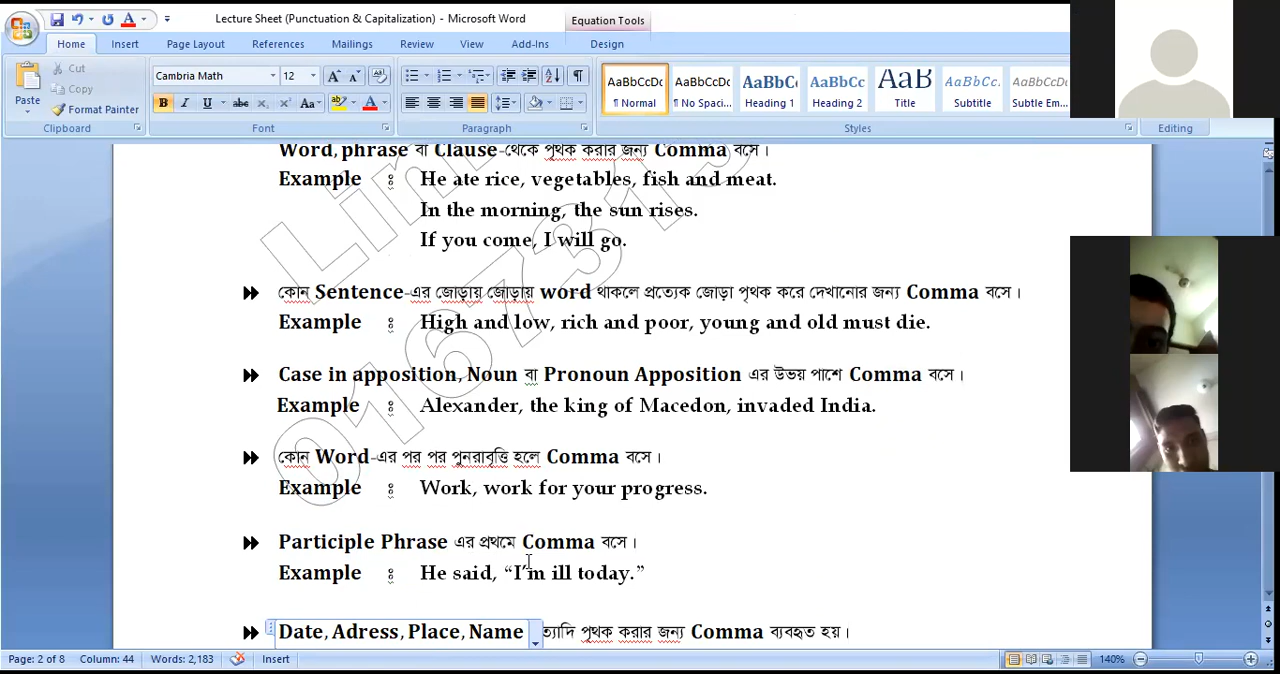 Lecture Sheet (Punctuation & Capitalization) - Microsoft Word
Equation Tools
Home Insert Page Layout References Mailings Review View Add-Ins Design
Paste
Cut
Copy
Format Painter
Clipboard
Cambria Math 12
Font
Paragraph
AaBbCcDc AaBbCcDc AaBbCc AaBbCc AaB AaBbCc. AaBbCcDc
¶ Normal ¶ No Spaci... Heading 1 Heading 2 Title Subtitle Subtle Em...
Styles
Editing
Word, phrase বা Clause-থেকে পৃথক করার জন্য Comma বসে।
Example ঃ He ate rice, vegetables, fish and meat.
In the morning, the sun rises.
If you come, I will go.
কোন Sentence-এর জোড়ায় জোড়ায় word থাকলে প্রত্যেক জোড়া পৃথক করে দেখানোর জন্য Comma বসে।
Example ঃ High and low, rich and poor, young and old must die.
Case in apposition, Noun বা Pronoun Apposition এর উভয় পাশে Comma বসে।
Example ঃ Alexander, the king of Macedon, invaded India.
কোন Word-এর পর পর পুনরাবৃত্তি হলে Comma বসে।
Example ঃ Work, work for your progress.
Participle Phrase এর প্রথমে Comma বসে।
Example ঃ He said, “I’m ill today.”
Date, Adress, Place, Name ত্যাদি পৃথক করার জন্য Comma ব্যবহৃত হয়।
Page: 2 of 8 Column: 44 Words: 2,183 Insert 140%